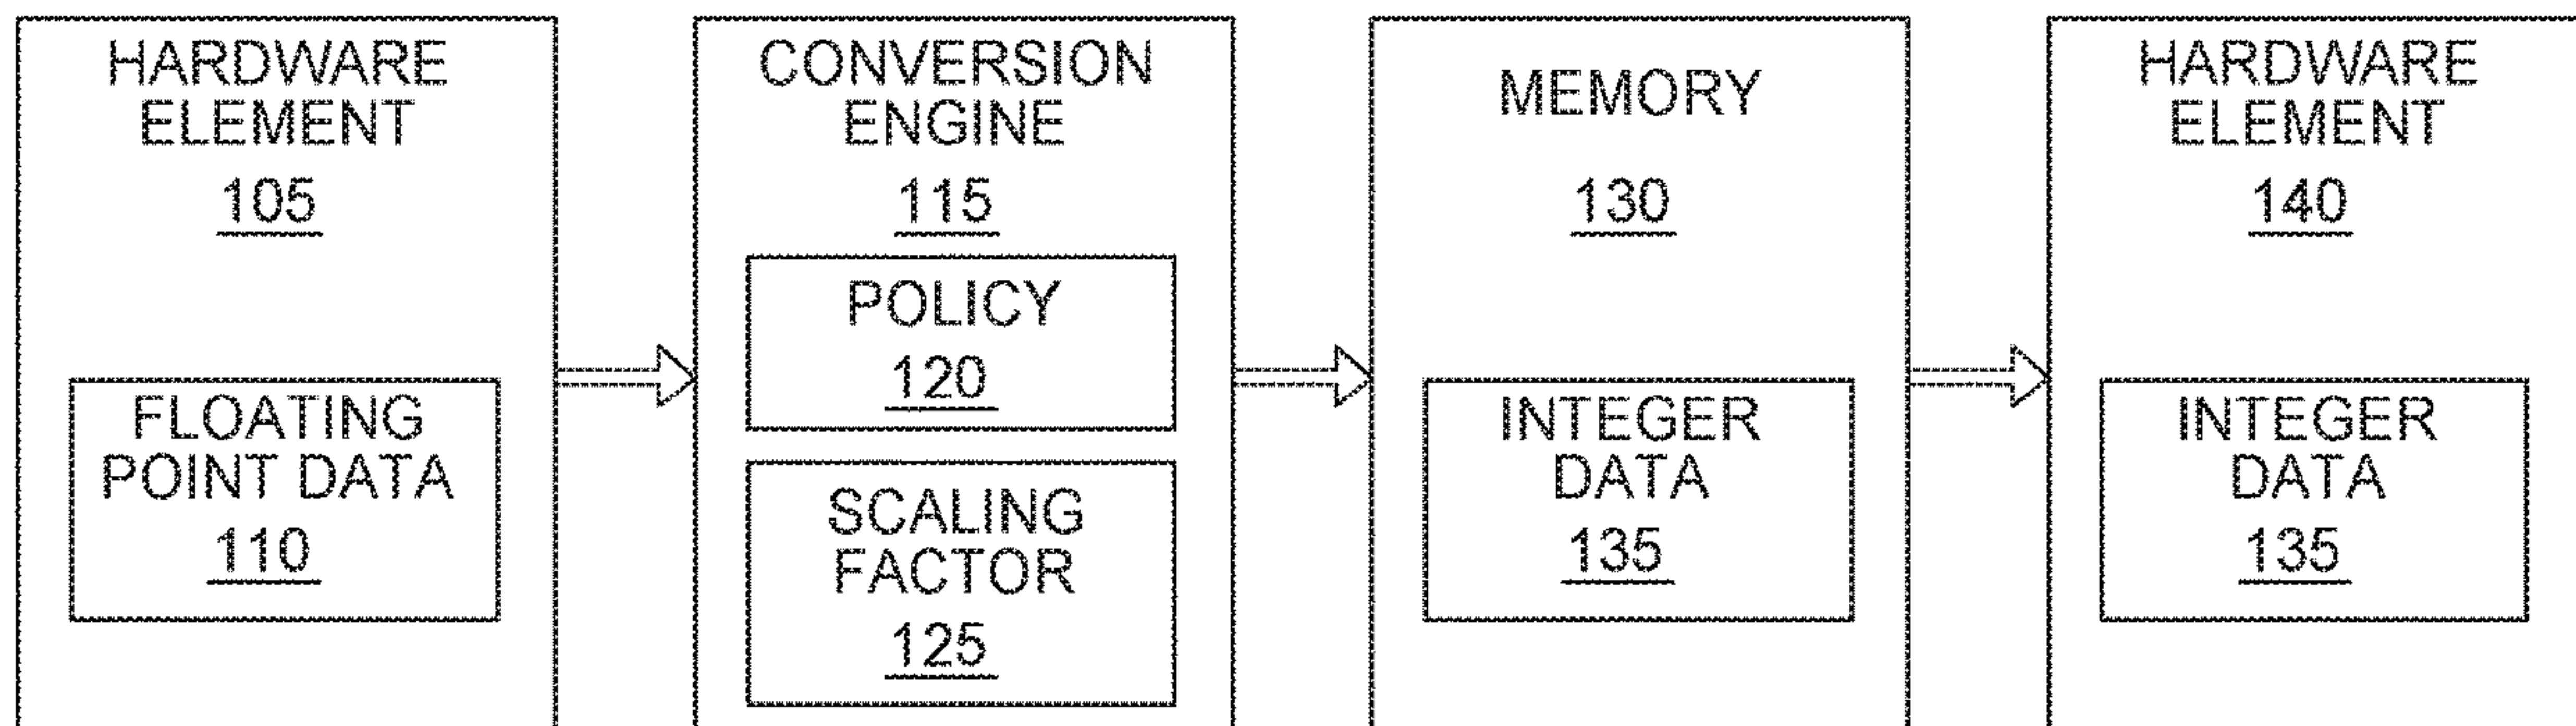 HARDWARE
ELEMENT
105
FLOATING
POINT DATA
110
CONVERSION
ENGINE
115
POLICY
120
SCALING
FACTOR
125
MEMORY
130
INTEGER
DATA
135
HARDWARE
ELEMENT
140
INTEGER
DATA
135